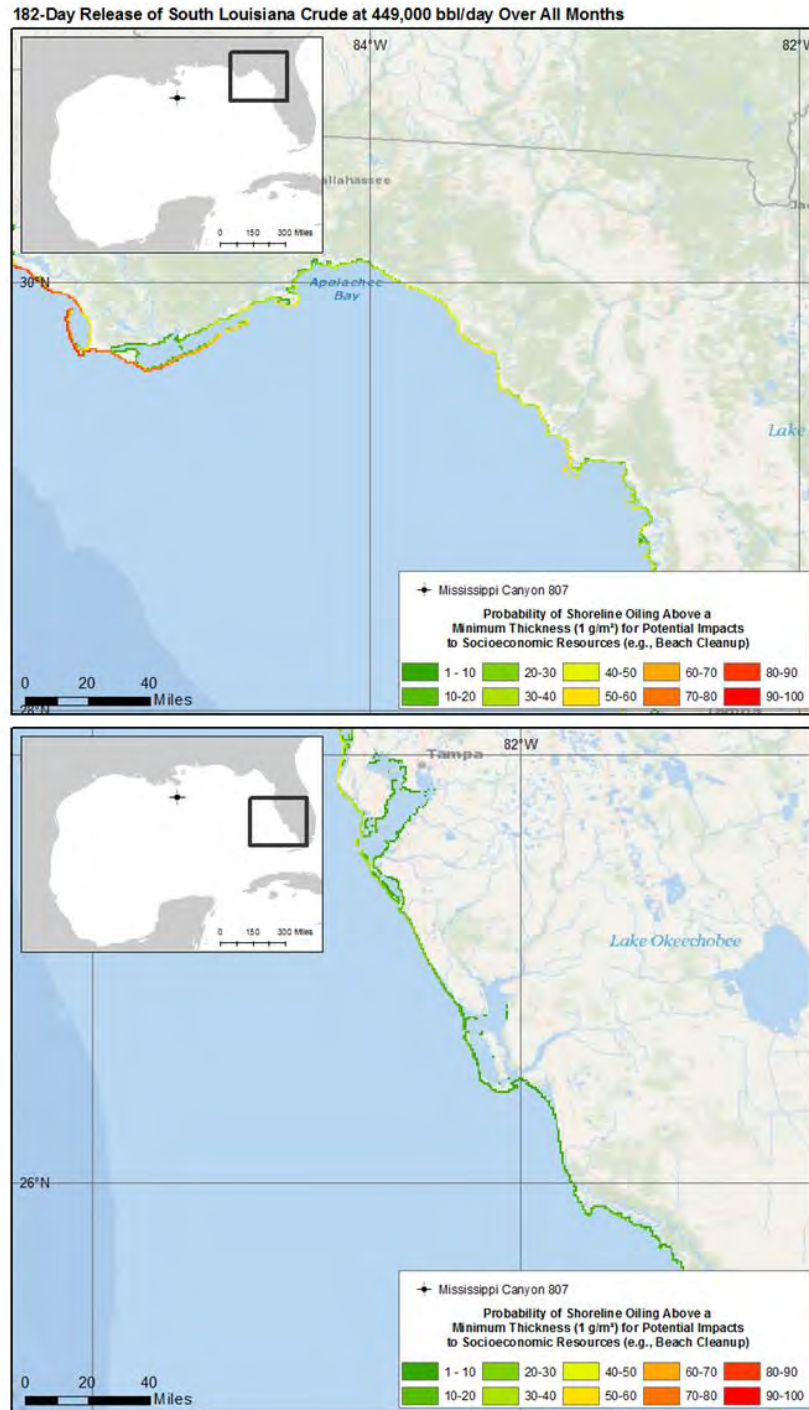 182-Day Release of South Louisiana Crude at 449,000 bbl/day Over All Months
84°W
82°W
0 150 300 Miles
allahassee
Ja
30°N
Apalachee
Bay
Lake
Mississippi Canyon 807
Probability of Shoreline Oiling Above a
Minimum Thickness (1 g/m²) for Potential Impacts
to Socioeconomic Resources (e.g., Beach Cleanup)
1 - 10 20-30 40-50 60-70 80-90
10-20 30-40 50-60 70-80 90-100
0 20 40
Miles
28°N
82°W
Tampa
0 150 300 Miles
Lake Okeechobee
26°N
Mississippi Canyon 807
Probability of Shoreline Oiling Above a
Minimum Thickness (1 g/m²) for Potential Impacts
to Socioeconomic Resources (e.g., Beach Cleanup)
1 - 10 20-30 40-50 60-70 80-90
10-20 30-40 50-60 70-80 90-100
0 20 40
Miles